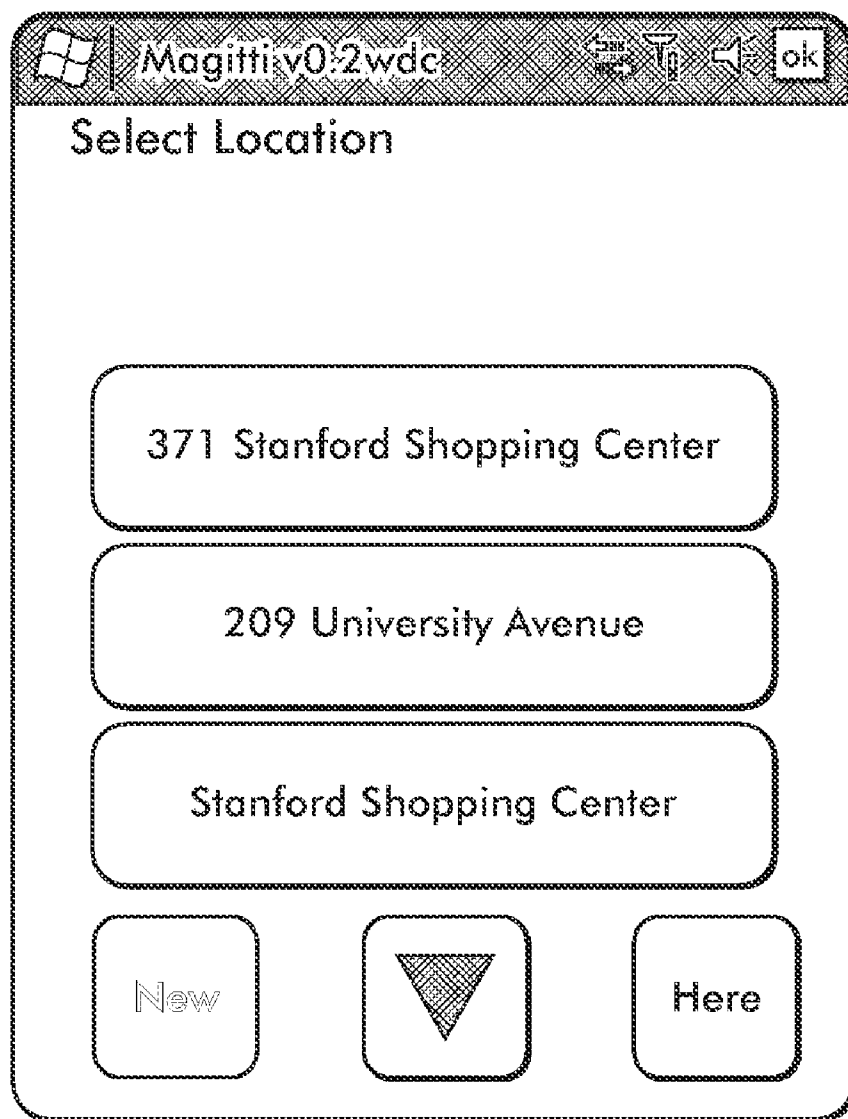 Magitti v0.2wdc ok
Select Location
371 Stanford Shopping Center
209 University Avenue
Stanford Shopping Center
New Here